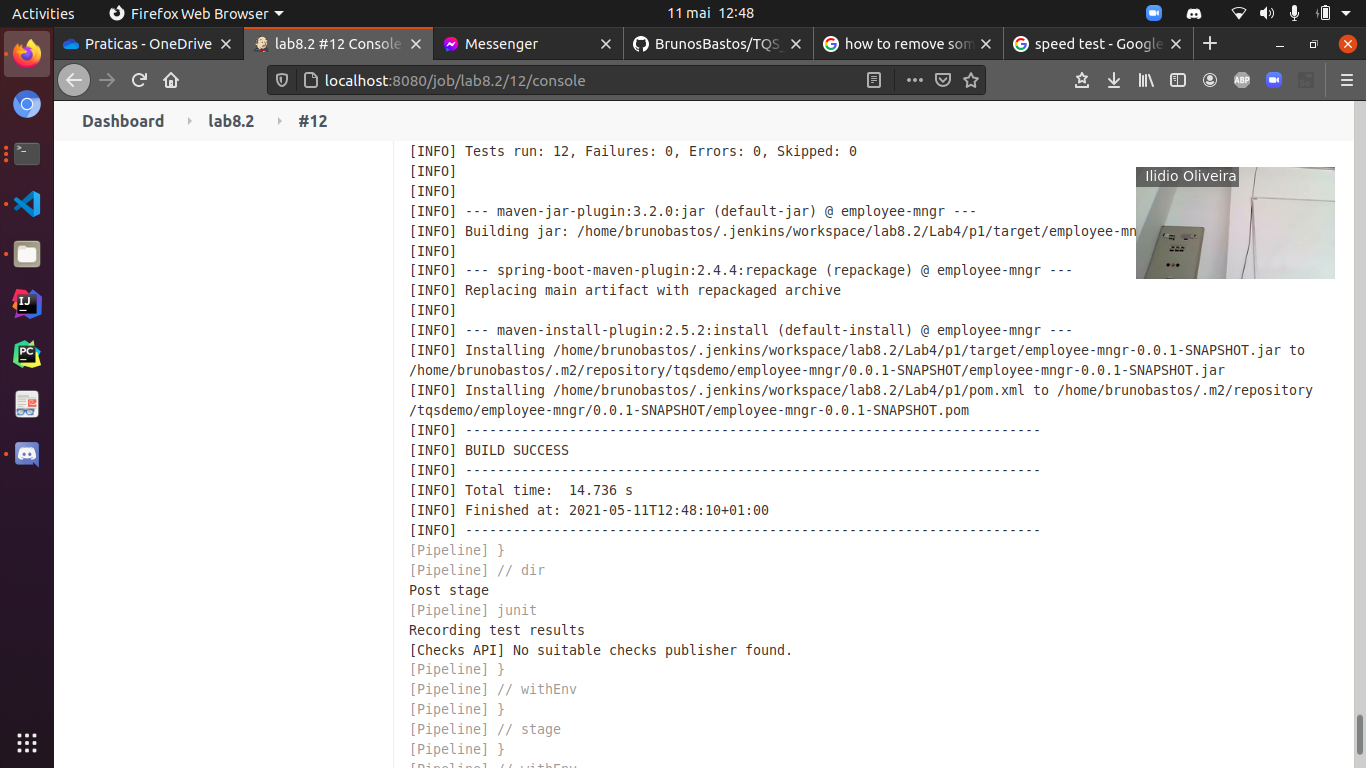 Activities
Firefox Web Browser
11 mai 12:48
Praticas - OneDrive
lab8.2 #12 Console
Messenger
BrunosBastos/TQS_
how to remove som
speed test - Google
localhost:8080/job/lab8.2/12/console
ABP
Dashboard
lab8.2
#12
[INFO] Tests run: 12, Failures: 0, Errors: 0, Skipped: 0
[INFO]
Ilidio Oliveira
[INFO]
[INFO] --- maven-jar-plugin:3.2.0:jar (default-jar) @ employee-mngr ---
[INFO] Building jar: /home/brunobastos/.jenkins/workspace/lab8.2/Lab4/p1/target/employee-mn
[INFO]
[INFO] --- spring-boot-maven-plugin:2.4.4:repackage (repackage) @ employee-mngr ---
[INFO] Replacing main artifact with repackaged archive
[INFO]
[INFO] --- maven-install-plugin:2.5.2:install (default-install) @ employee-mngr ---
[INFO] Installing /home/brunobastos/.jenkins/workspace/lab8.2/Lab4/p1/target/employee-mngr-0.0.1-SNAPSHOT.jar to
/home/brunobastos/.m2/repository/tqsdemo/employee-mngr/0.0.1-SNAPSHOT/employee-mngr-0.0.1-SNAPSHOT.jar
[INFO] Installing /home/brunobastos/.jenkins/workspace/lab8.2/Lab4/p1/pom.xml to /home/brunobastos/.m2/repository
/tqsdemo/employee-mngr/0.0.1-SNAPSHOT/employee-mngr-0.0.1-SNAPSHOT.pom
[INFO] ------------------------------------------------------------------------
[INFO] BUILD SUCCESS
[INFO] ------------------------------------------------------------------------
[INFO] Total time:  14.736 s
[INFO] Finished at: 2021-05-11T12:48:10+01:00
[INFO] ------------------------------------------------------------------------
[Pipeline] }
[Pipeline] // dir
Post stage
[Pipeline] junit
Recording test results
[Checks API] No suitable checks publisher found.
[Pipeline] }
[Pipeline] // withEnv
[Pipeline] }
[Pipeline] // stage
[Pipeline] }
[Pipeline] // withEnv
IJ
PC